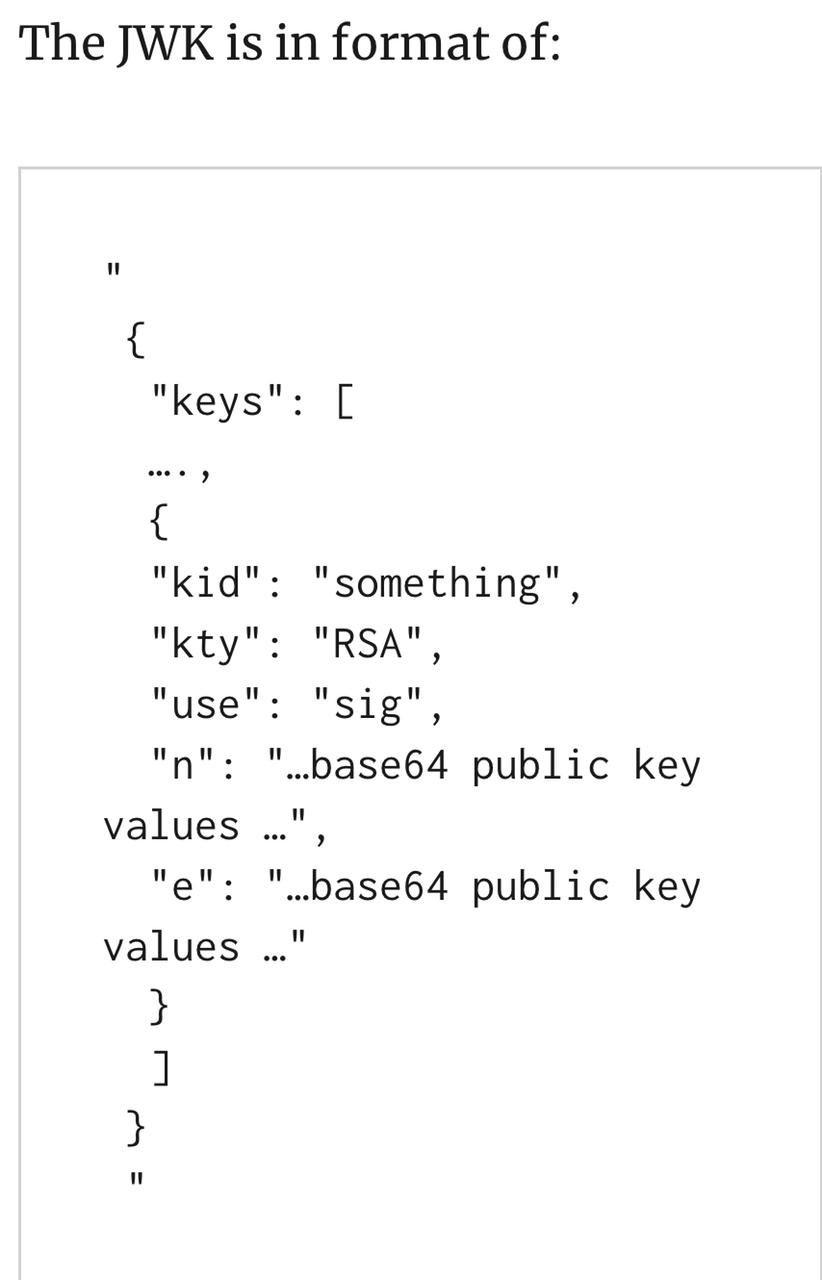 The JWK is in format of:
"
{
"keys": [
….,
{
"kid": "something",
"kty": "RSA",
"use": "sig",
"n": "…base64 public key
values …",
"e": "…base64 public key
values …"
}
]
}
"